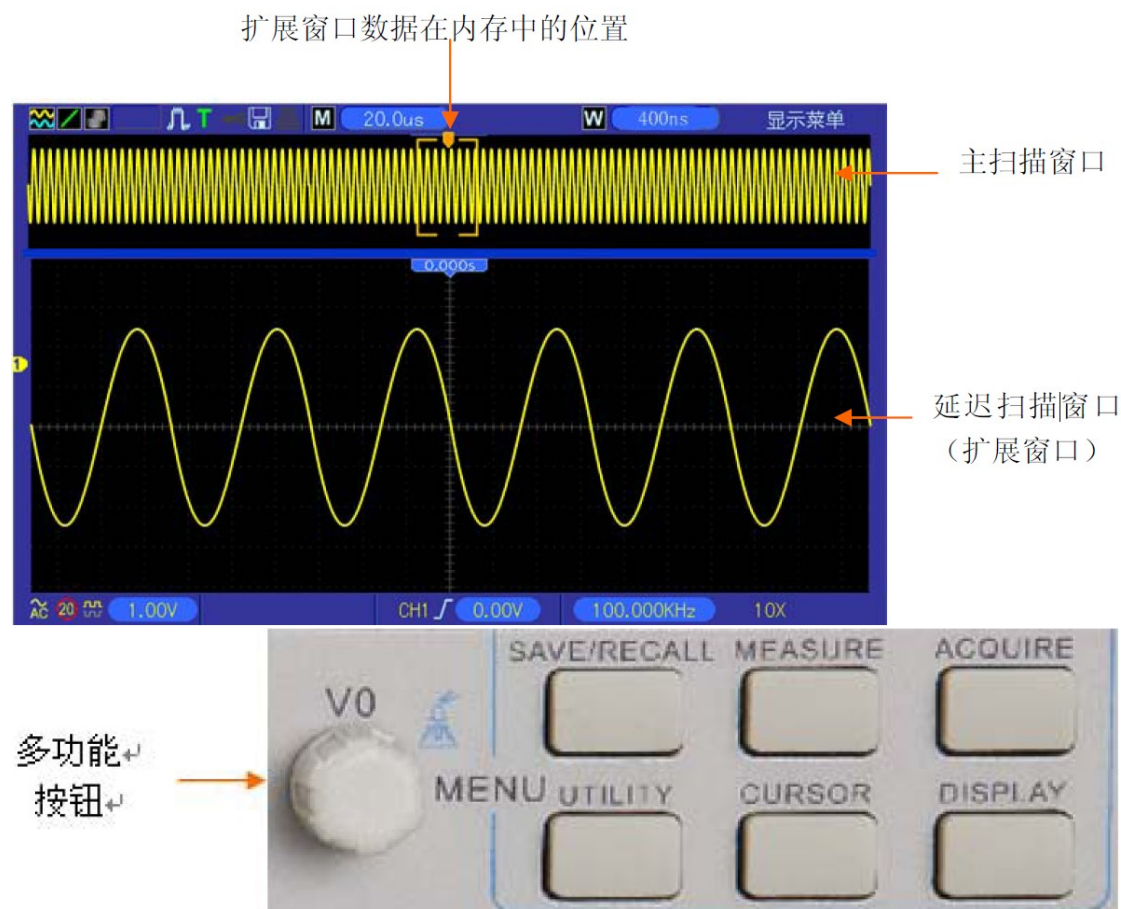 扩展窗口数据在内存中的位置
T M 20.0us W 400ns 显示菜单
主扫描窗口
0.000s
1
延迟扫描窗口
（扩展窗口）
AC 20 1.00V CH1 0.00V 100.000KHz 10X
SAVE/RECALL MEASURE ACQUIRE
V0
多功能
按钮
MENU UTILITY CURSOR DISPLAY